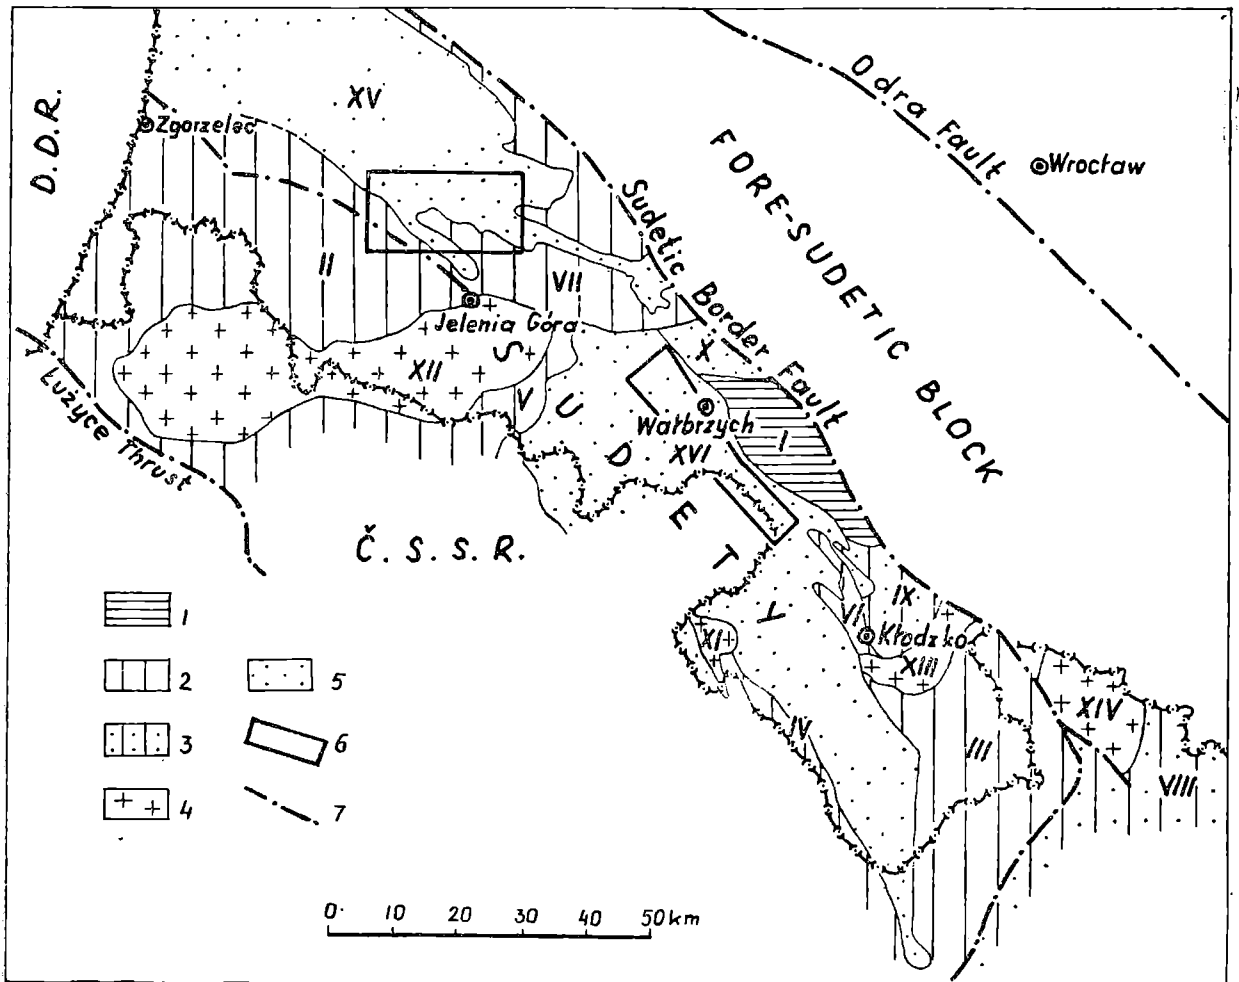 D.D.R.
XV
Zgorzelec
Odra Fault
Wrocław
FORE-SUDETIC BLOCK
Sudetic Border Fault
II
VII
Jelenia Góra
XII
V
X
Wałbrzych
XVI
I
SUDETY
Łużyce Thrust
Č.S.S.R.
IX
VI
Kłodzko
XI
XIII
XIV
IV
III
VIII
1
2
3
4
5
6
7
0 10 20 30 40 50 km